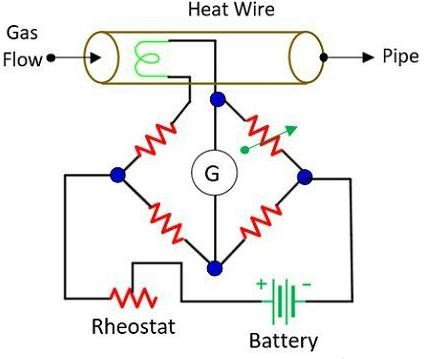 Heat Wire
Gas
Flow
Pipe
G
+ -
Rheostat
Battery